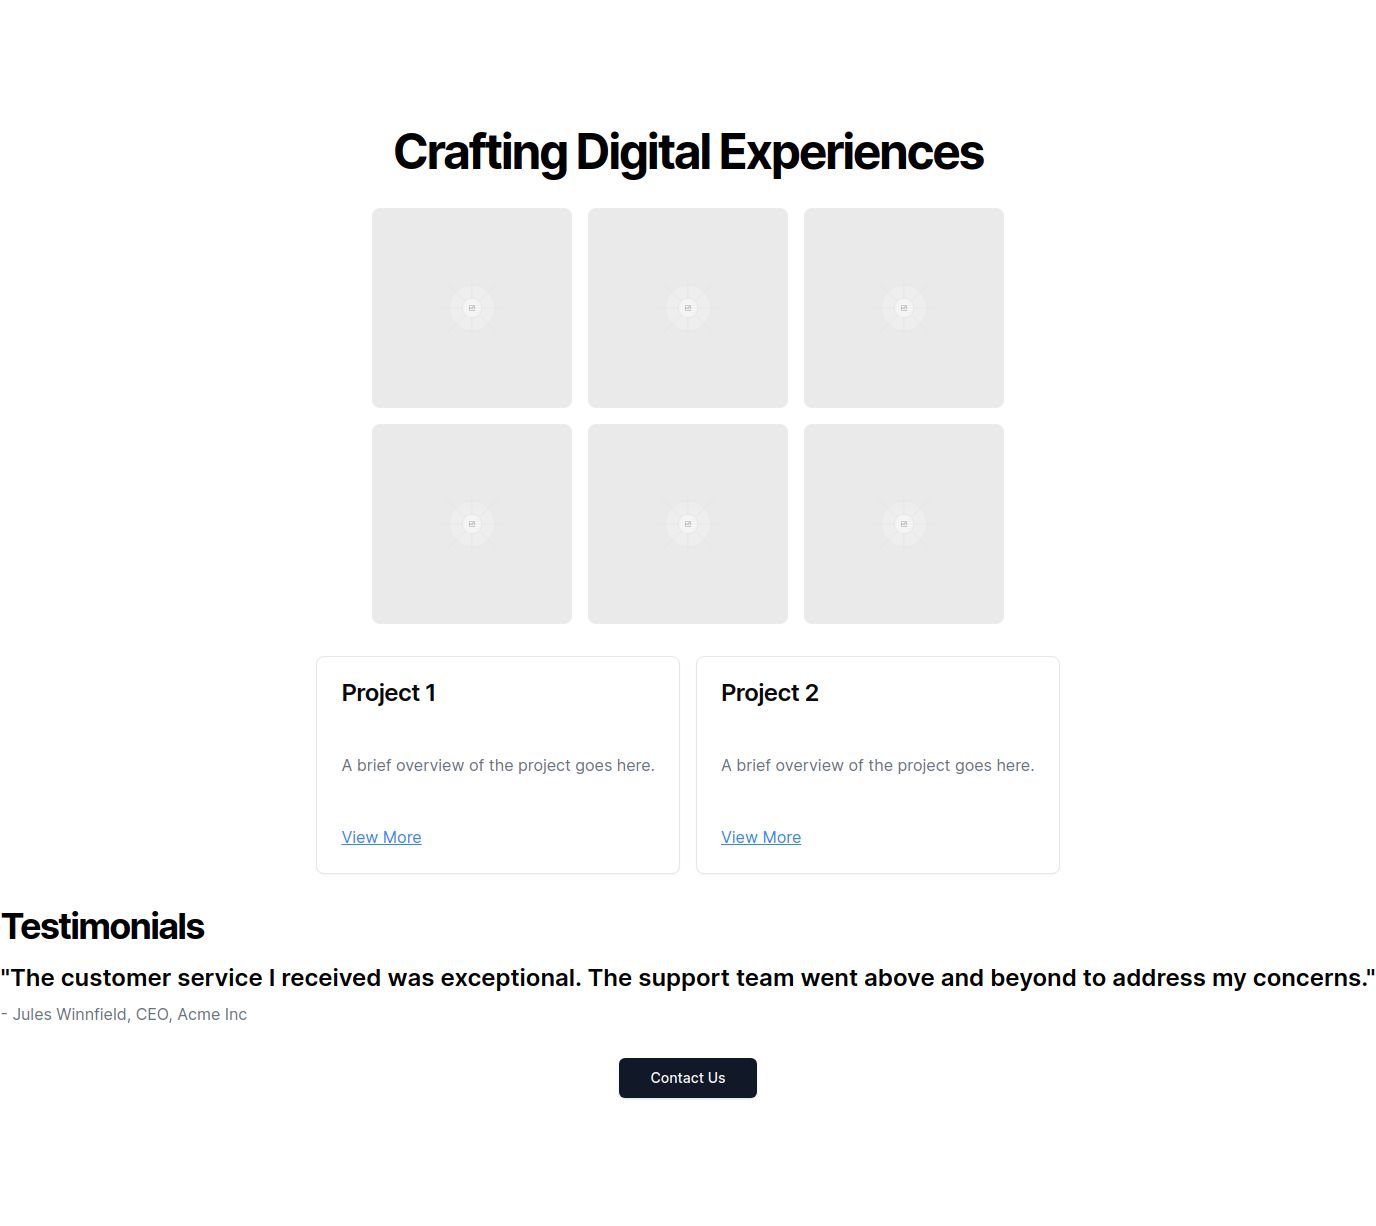 Crafting Digital Experiences
Project 1
A brief overview of the project goes here.
View More
Project 2
A brief overview of the project goes here.
View More
Testimonials
"The customer service I received was exceptional. The support team went above and beyond to address my concerns."
- Jules Winnfield, CEO, Acme Inc
Contact Us